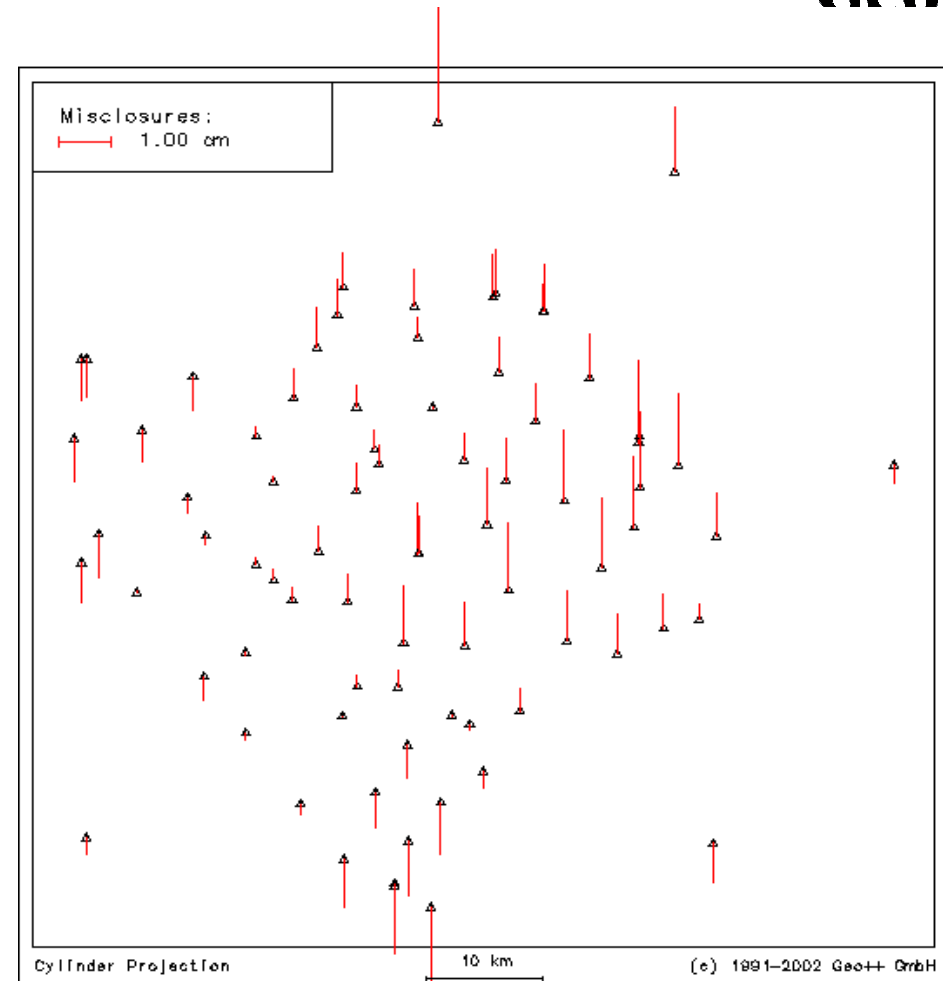 Misclosures:
1.00 cm
Cylinder Projection
10 km
(c) 1991-2002 Geo++ GmbH